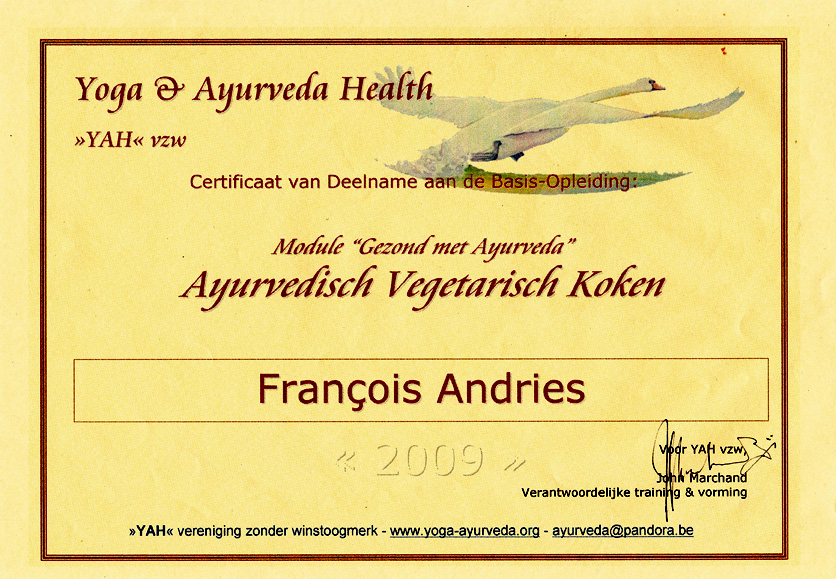 Yoga & Ayurveda Health
»YAH« vzw
Certificaat van Deelname aan de Basis-Opleiding:
Module “Gezond met Ayurveda”
Ayurvedisch Vegetarisch Koken
François Andries
« 2009 »
Voor YAH vzw,
John Marchand
Verantwoordelijke training & vorming
»YAH« vereniging zonder winstoogmerk - www.yoga-ayurveda.org - ayurveda@pandora.be